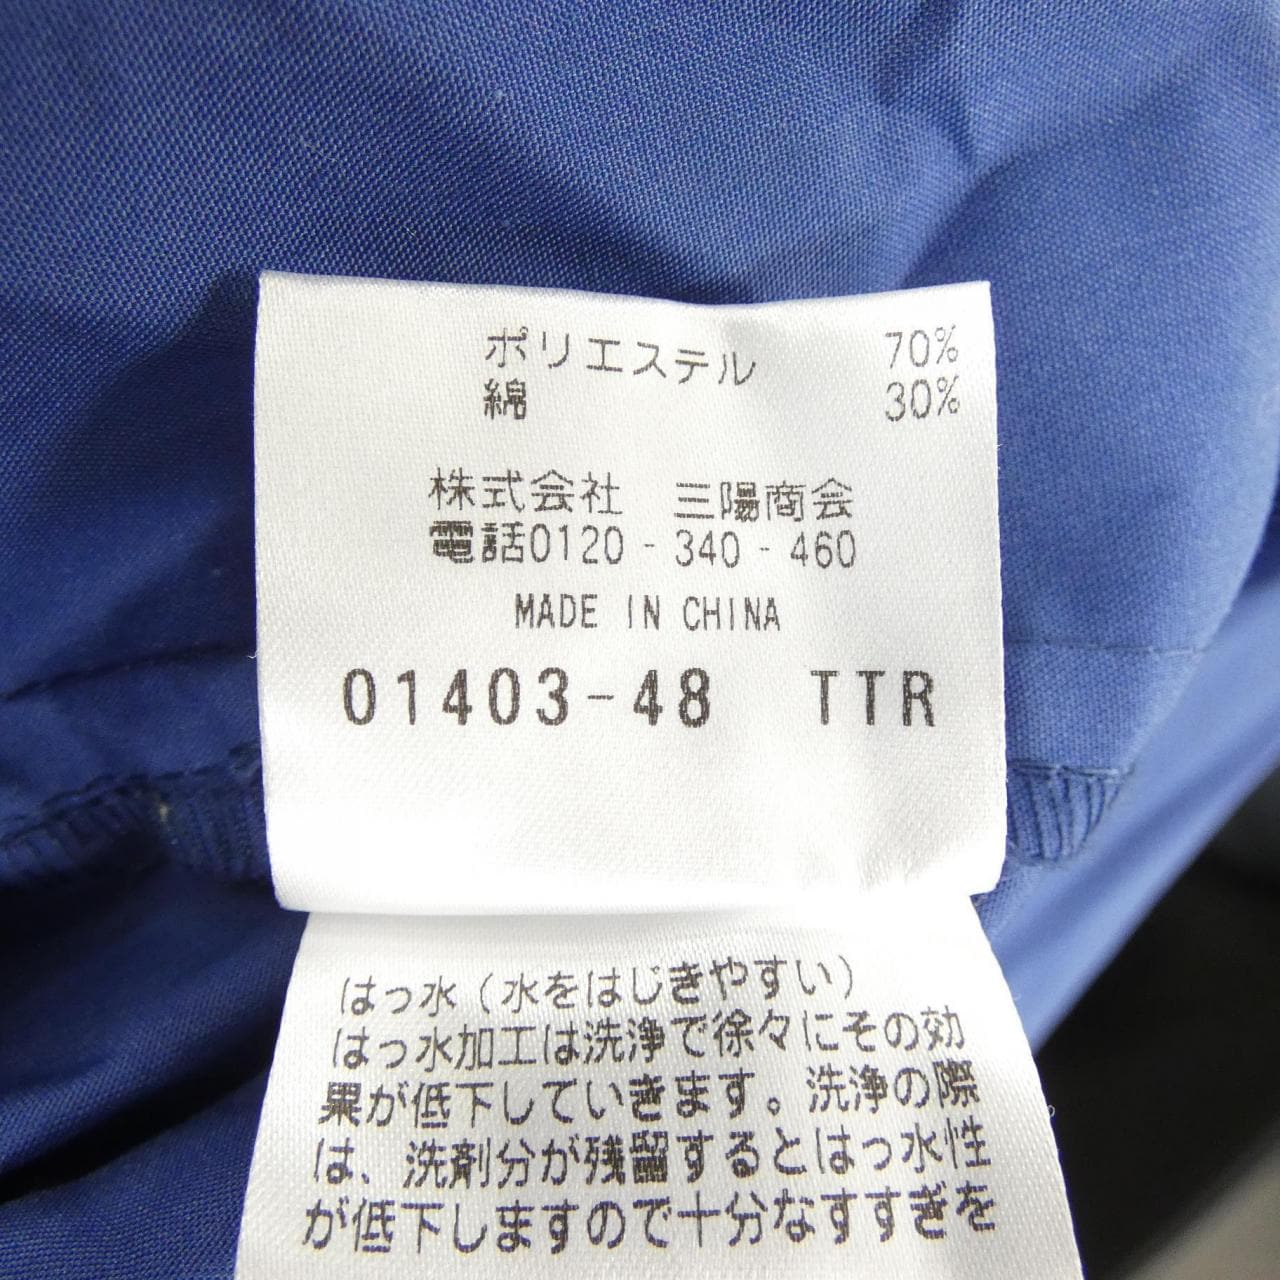 ポリエステル 70%
綿 30%
株式会社 三陽商会
電話0120-340-460
MADE IN CHINA
01403-48 TTR
はっ水(水をはじきやすい)
はっ水加工は洗浄で徐々にその効
果が低下していきます。洗浄の際
は、洗剤分が残留するとはっ水性
が低下しますので十分なすすぎを